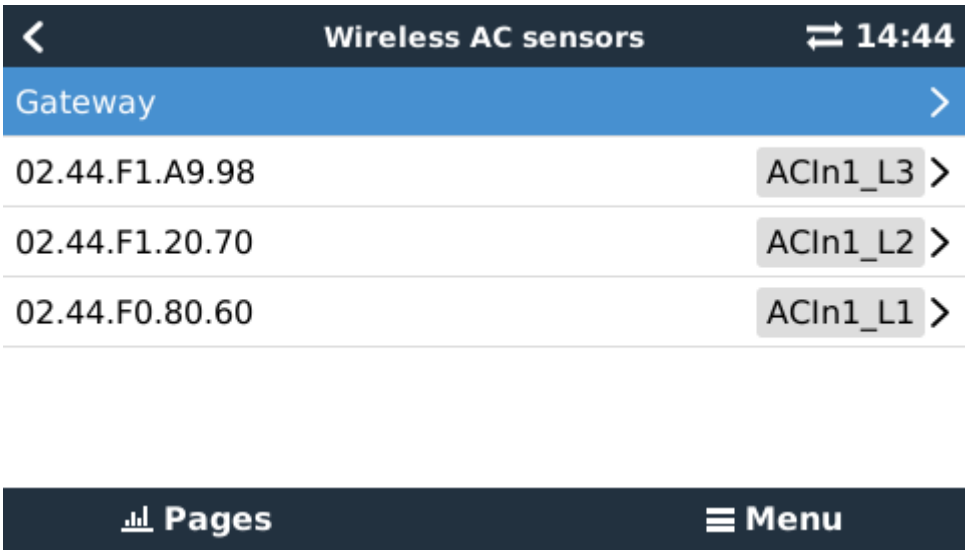 Wireless AC sensors 14:44
Gateway
02.44.F1.A9.98 ACIn1_L3
02.44.F1.20.70 ACIn1_L2
02.44.F0.80.60 ACIn1_L1
Pages Menu